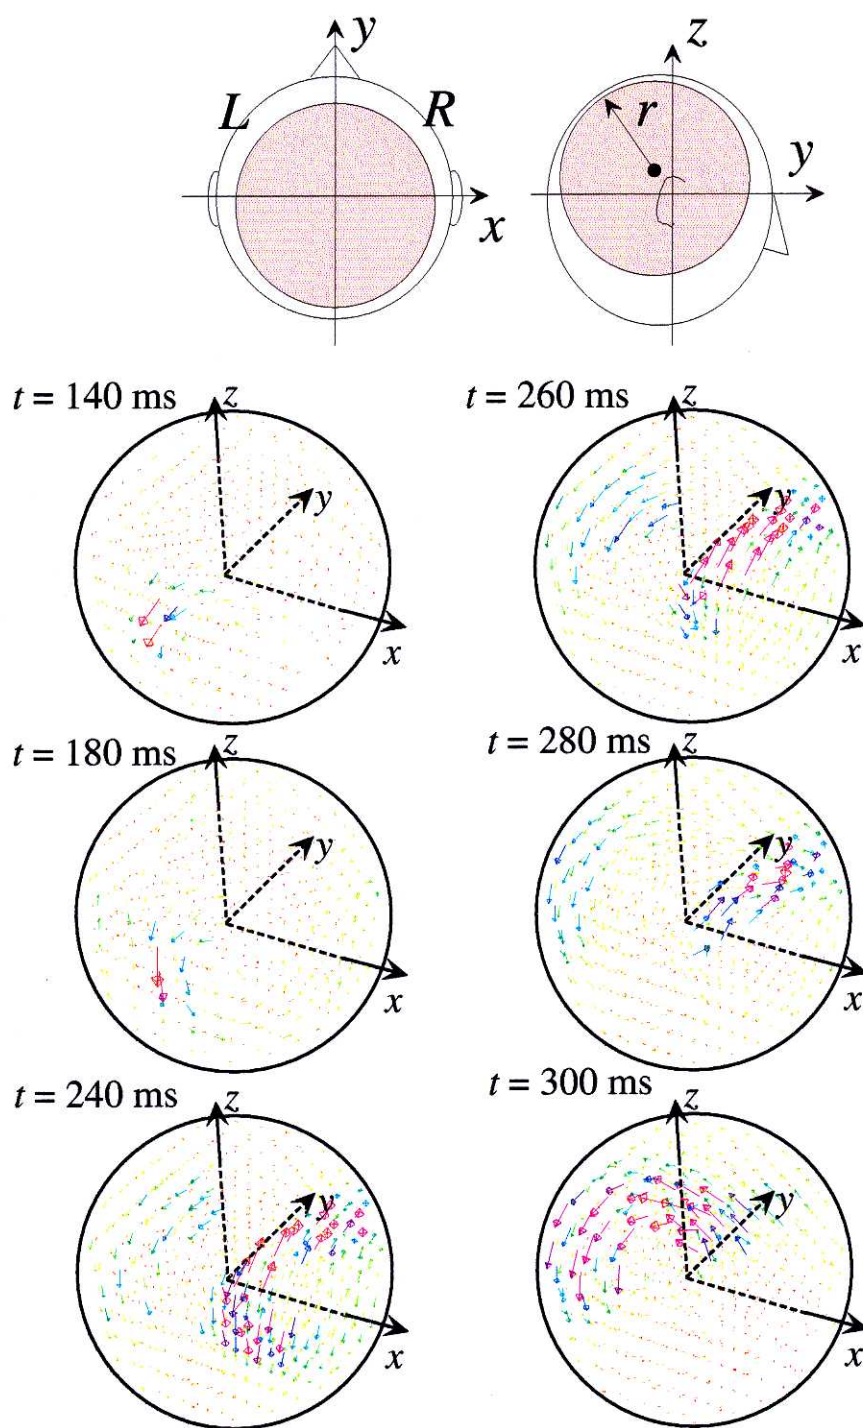 y
z
L
R
r
y
x
t = 140 ms
z
y
x
t = 260 ms
z
y
x
t = 180 ms
z
y
x
t = 280 ms
z
y
x
t = 240 ms
z
y
x
t = 300 ms
z
y
x